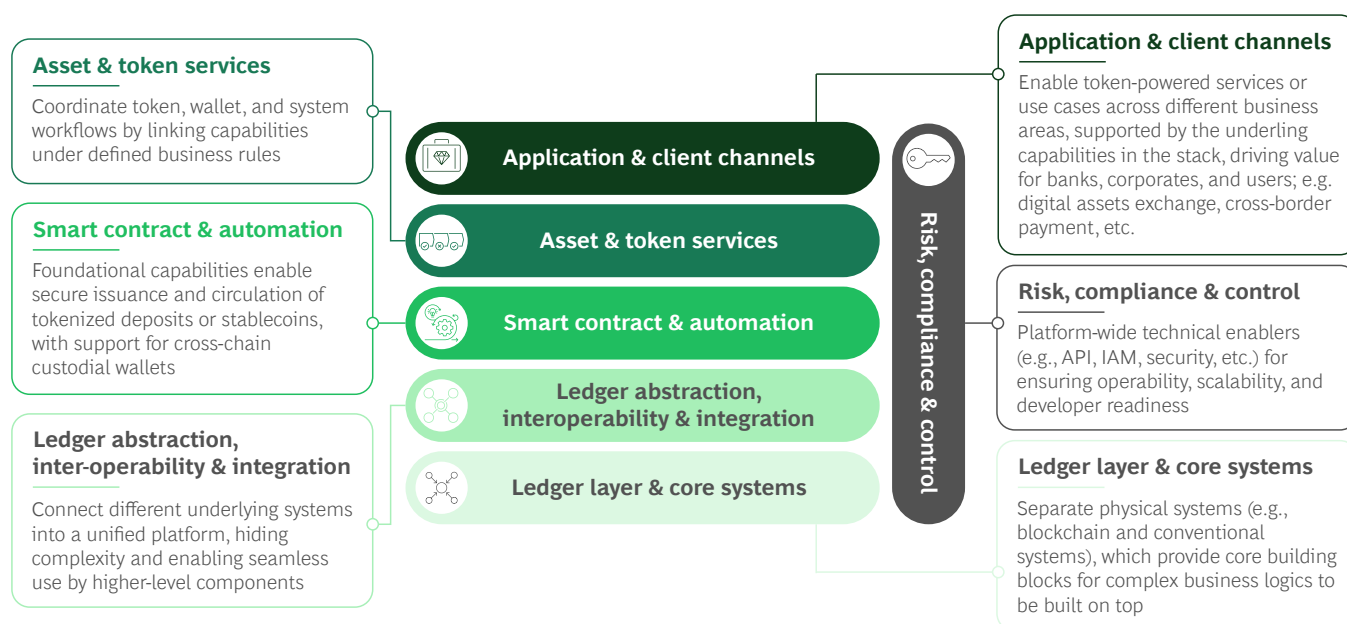 Asset & token services
Coordinate token, wallet, and system
workflows by linking capabilities
under defined business rules
Smart contract & automation
Foundational capabilities enable
secure issuance and circulation of
tokenized deposits or stablecoins,
with support for cross-chain
custodial wallets
Ledger abstraction,
inter-operability & integration
Connect different underlying systems
into a unified platform, hiding
complexity and enabling seamless
use by higher-level components
Application & client channels
Asset & token services
Smart contract & automation
Ledger abstraction,
interoperability & integration
Ledger layer & core systems
Risk, compliance & control
Application & client channels
Enable token-powered services or
use cases across different business
areas, supported by the underling
capabilities in the stack, driving value
for banks, corporates, and users; e.g.
digital assets exchange, cross-border
payment, etc.
Risk, compliance & control
Platform-wide technical enablers
(e.g., API, IAM, security, etc.) for
ensuring operability, scalability, and
developer readiness
Ledger layer & core systems
Separate physical systems (e.g.,
blockchain and conventional
systems), which provide core building
blocks for complex business logics to
be built on top